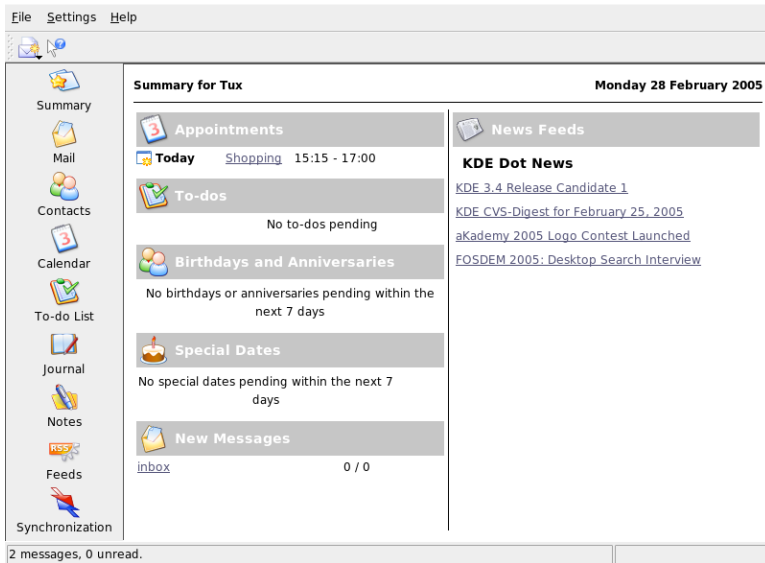 File Settings Help
Summary
Mail
Contacts
3
Calendar
To-do List
Journal
Notes
RSS
Feeds
Synchronization
Summary for Tux Monday 28 February 2005
3 Appointments
Today Shopping 15:15 - 17:00
To-dos
No to-dos pending
Birthdays and Anniversaries
No birthdays or anniversaries pending within the
next 7 days
Special Dates
No special dates pending within the next 7
days
New Messages
inbox 0 / 0
News Feeds
KDE Dot News
KDE 3.4 Release Candidate 1
KDE CVS-Digest for February 25, 2005
aKademy 2005 Logo Contest Launched
FOSDEM 2005: Desktop Search Interview
2 messages, 0 unread.